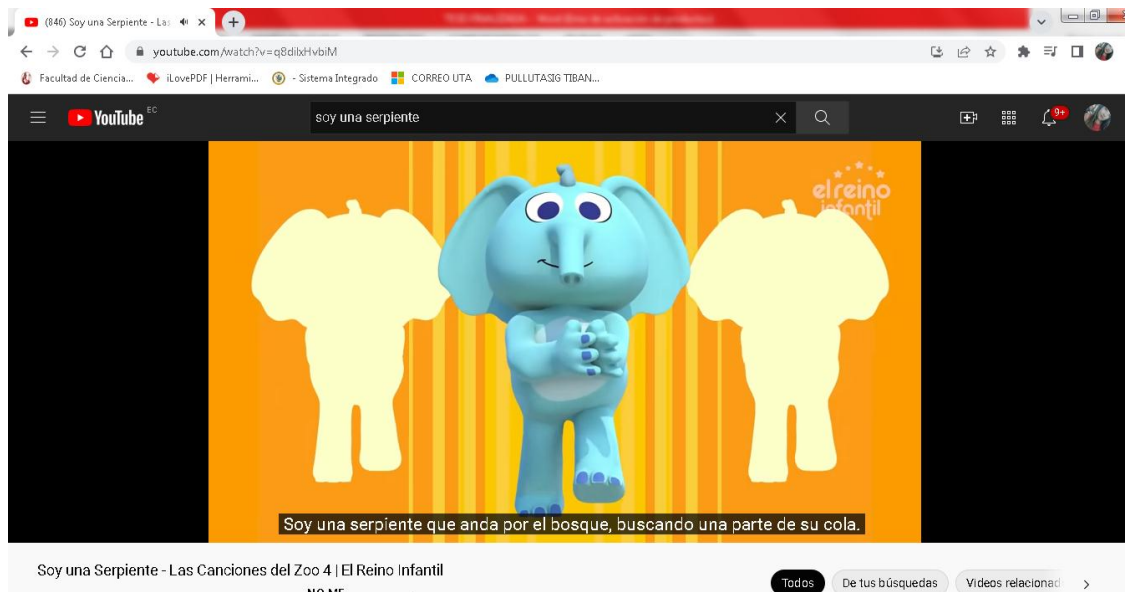 (846) Soy una Serpiente - La:
youtube.com/watch?v=q8dilxHvbiM
Facultad de Ciencia... iLovePDF | Herrami... - Sistema Integrado CORREO UTA PULLUTASIG TIBAN...
YouTube EC soy una serpiente 9+
el reino
infantil
Soy una serpiente que anda por el bosque, buscando una parte de su cola.
Soy una Serpiente - Las Canciones del Zoo 4 | El Reino Infantil
Todos De tus búsquedas Videos relacionad